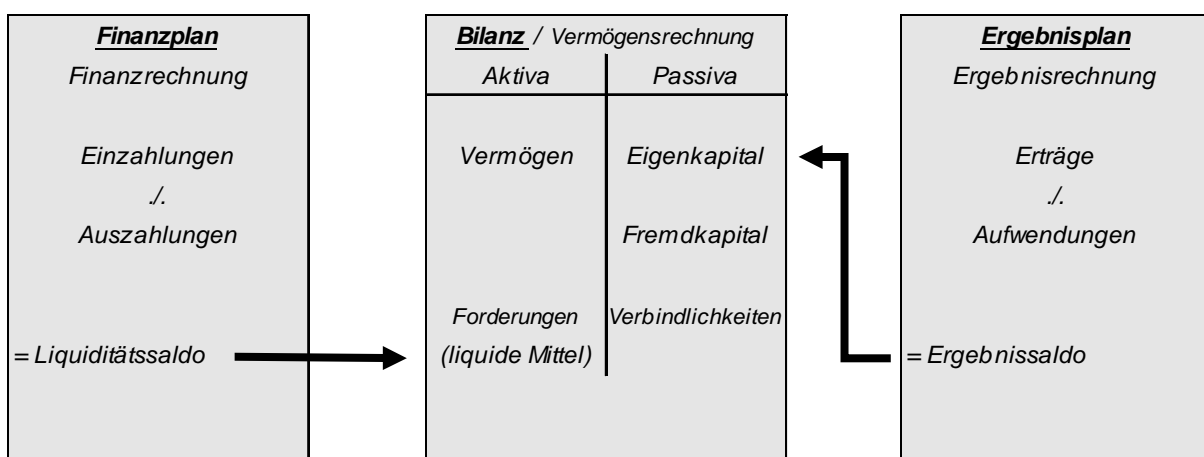 Finanzplan
Finanzrechnung
Einzahlungen
./.
Auszahlungen
= Liquiditätssaldo
Bilanz / Vermögensrechnung
Aktiva
Passiva
Vermögen
Eigenkapital
Fremdkapital
Forderungen
Verbindlichkeiten
(liquide Mittel)
Ergebnisplan
Ergebnisrechnung
Erträge
./.
Aufwendungen
= Ergebnissaldo